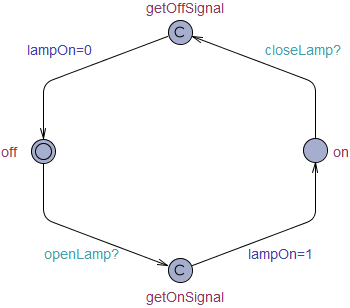 getOffSignal
C
lampOn=0
closeLamp?
off
on
openLamp?
lampOn=1
C
getOnSignal